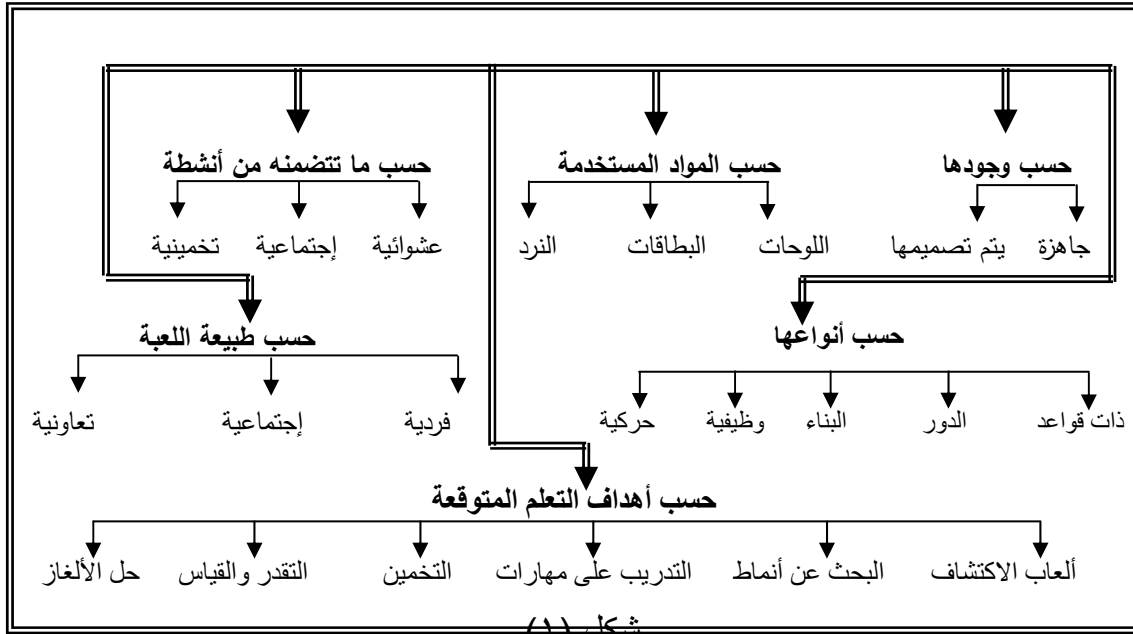 حسب وجودها حسب المواد المستخدمة حسب ما تتضمنه من أنشطة
جاهزة يتم تصميمها اللوحات البطاقات النرد عشوائية إجتماعية تخمينية
حسب أنواعها حسب طبيعة اللعبة
ذات قواعد الدور البناء وظيفية حركية فردية إجتماعية تعاونية
حسب أهداف التعلم المتوقعة
ألعاب الاكتشاف البحث عن أنماط التدريب على مهارات التخمين التقدر والقياس حل الألغاز
شكل (١)